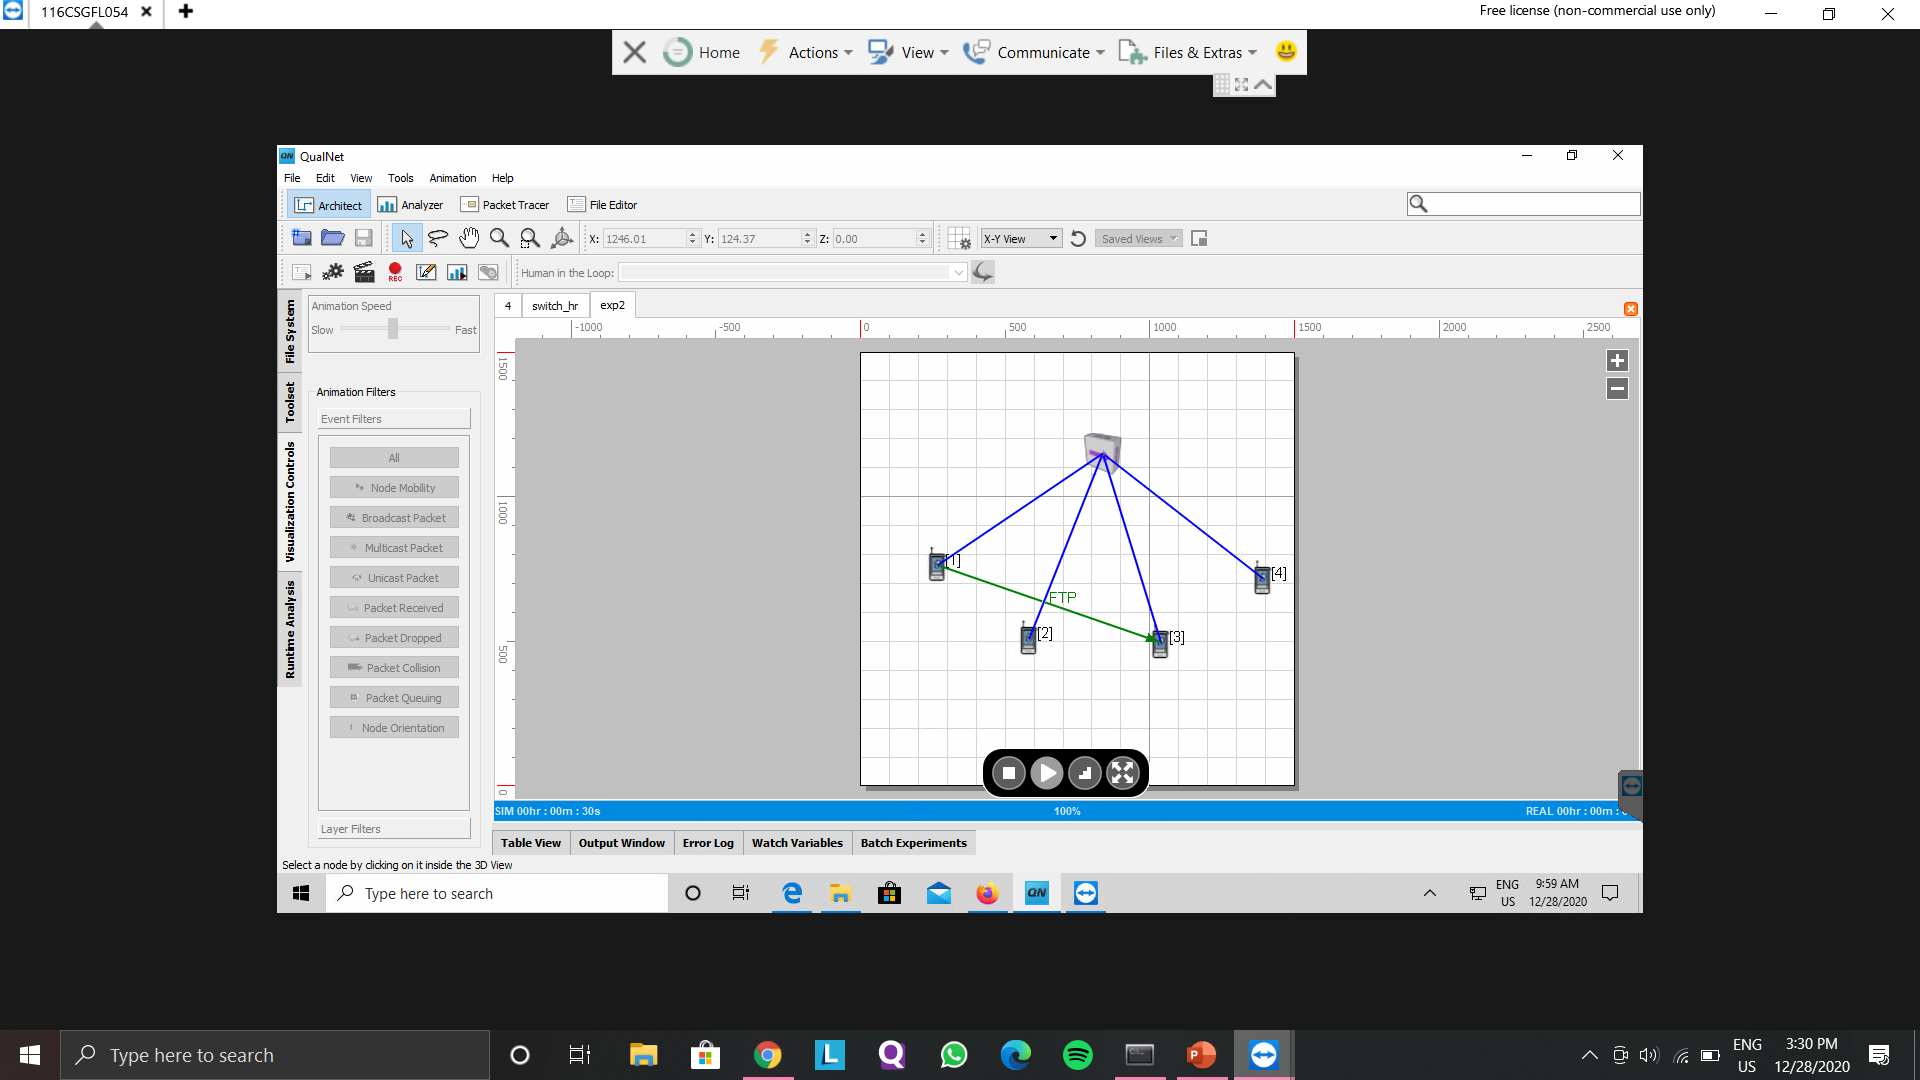 116CSGFL054
Free license (non-commercial use only)
Home Actions View Communicate Files & Extras
QN QualNet
File Edit View Tools Animation Help
Architect Analyzer Packet Tracer File Editor
X: 1246.01 Y: 124.37 Z: 0.00 X-Y View Saved Views
REC Human in the Loop:
File System
Toolset
Visualization Controls
Runtime Analysis
Animation Speed
Slow Fast
Animation Filters
Event Filters
All
Node Mobility
Broadcast Packet
Multicast Packet
Unicast Packet
Packet Received
Packet Dropped
Packet Collision
Packet Queuing
Node Orientation
Layer Filters
4 switch_hr exp2
-1000 -500 0 500 1000 1500 2000 2500
1500
1000
500
0
[1]
[4]
FTP
[2]
[3]
SIM 00hr : 00m : 30s 100% REAL 00hr : 00m :
Table View Output Window Error Log Watch Variables Batch Experiments
Select a node by clicking on it inside the 3D View
Type here to search QN ENG US 9:59 AM 12/28/2020
Type here to search ENG US 3:30 PM 12/28/2020